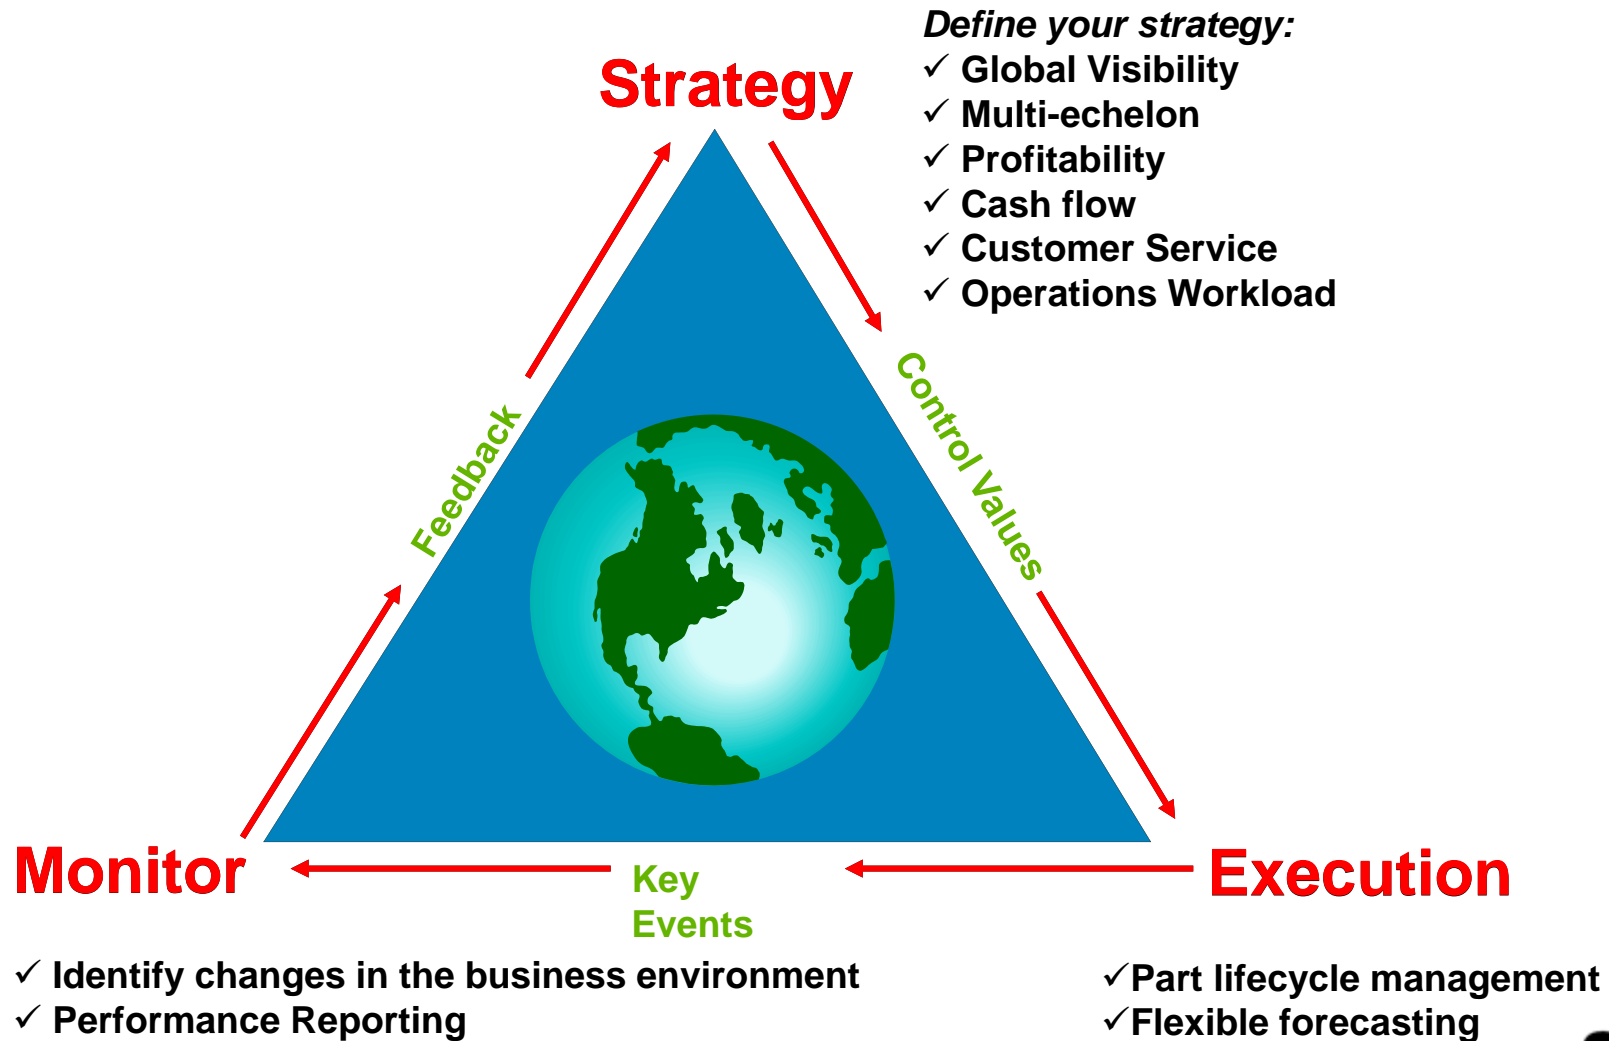 Define your strategy:
✓ Global Visibility
✓ Multi-echelon
✓ Profitability
✓ Cash flow
✓ Customer Service
✓ Operations Workload
Strategy
Feedback
Control Values
Monitor
Key
Events
Execution
✓ Identify changes in the business environment
✓ Performance Reporting
✓Part lifecycle management
✓Flexible forecasting